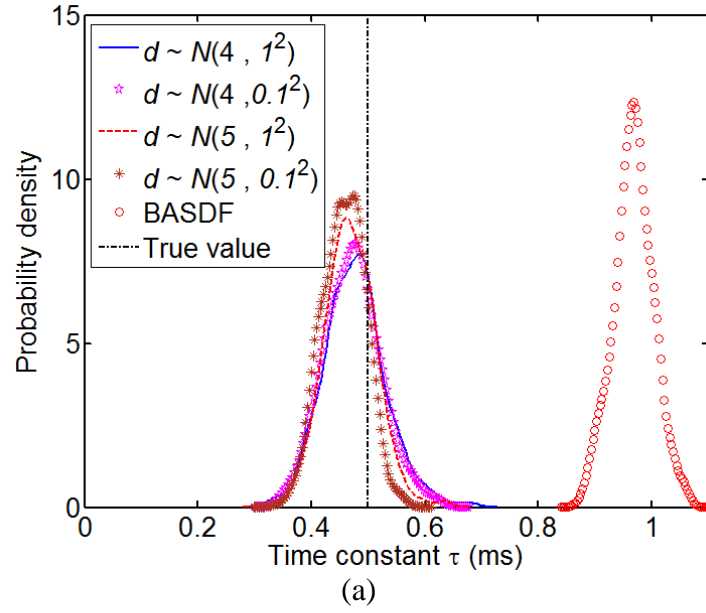 15
10
5
0
Probability density
d ~ N(4 , 1²)
d ~ N(4 ,0.1²)
d ~ N(5 , 1²)
d ~ N(5 , 0.1²)
BASDF
True value
0 0.2 0.4 0.6 0.8 1
Time constant τ (ms)
(a)